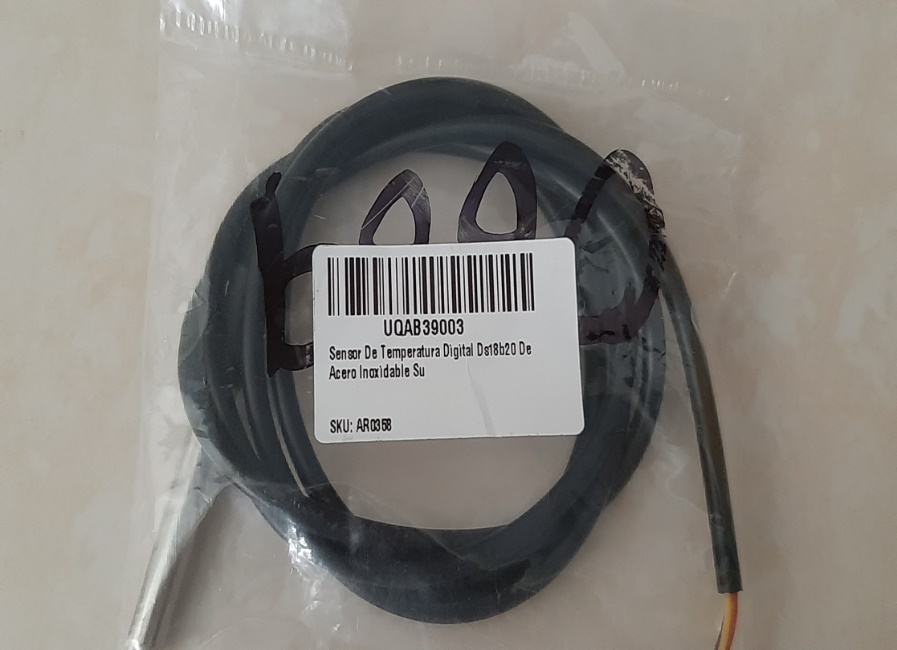 UQAB39003
Sensor De Temperatura Digital Ds18b20 De
Acero Inoxidable Su
SKU: AR0358